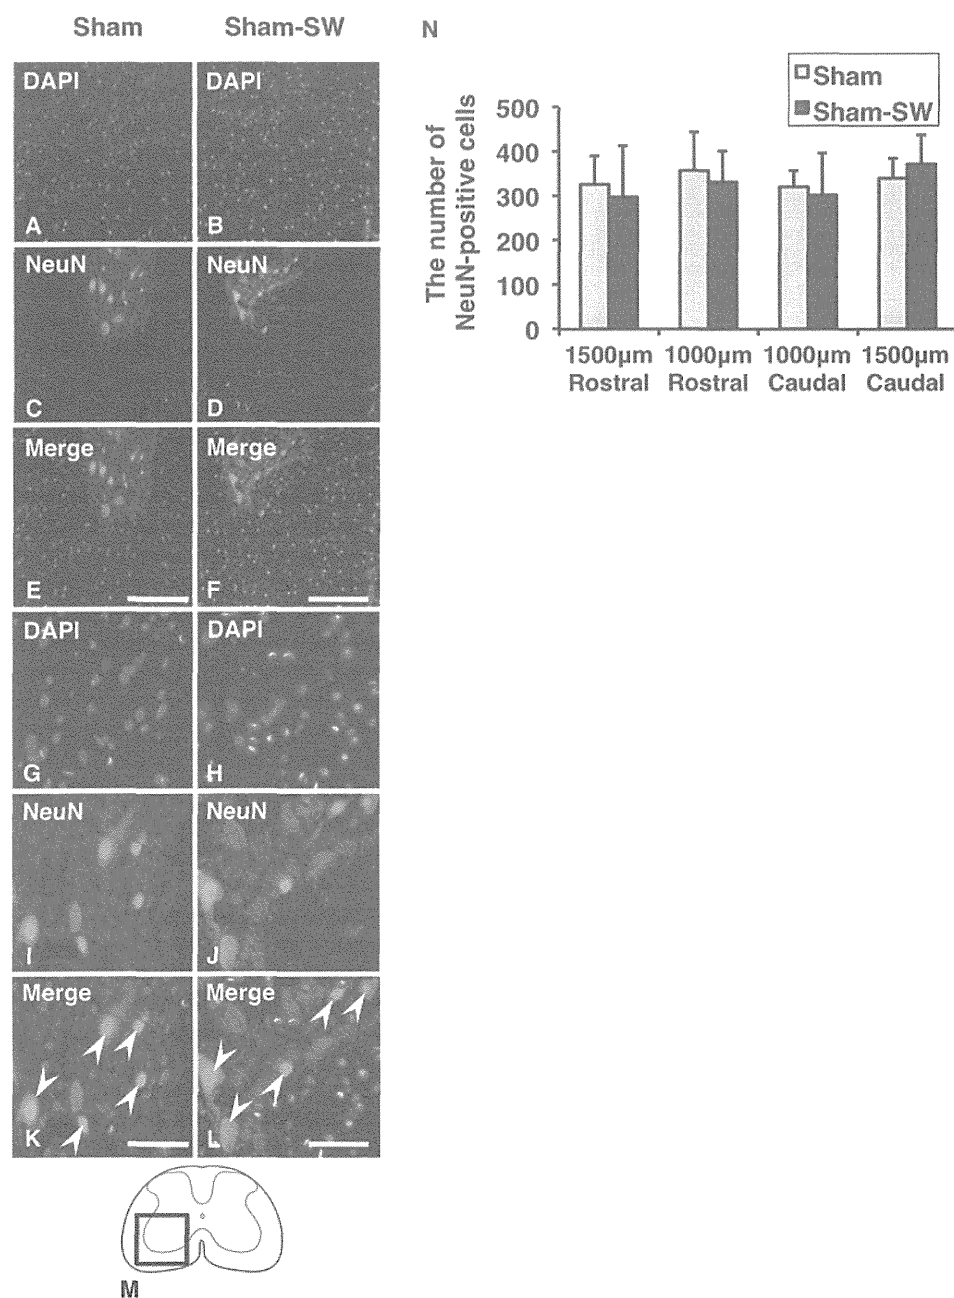 Sham
Sham-SW
DAPI
A
DAPI
B
NeuN
C
NeuN
D
Merge
E
Merge
F
DAPI
G
DAPI
H
NeuN
I
NeuN
J
Merge
K
Merge
L
M
N
Sham
Sham-SW
The number of
NeuN-positive cells
500
400
300
200
100
0
1500µm
Rostral
1000µm
Rostral
1000µm
Caudal
1500µm
Caudal